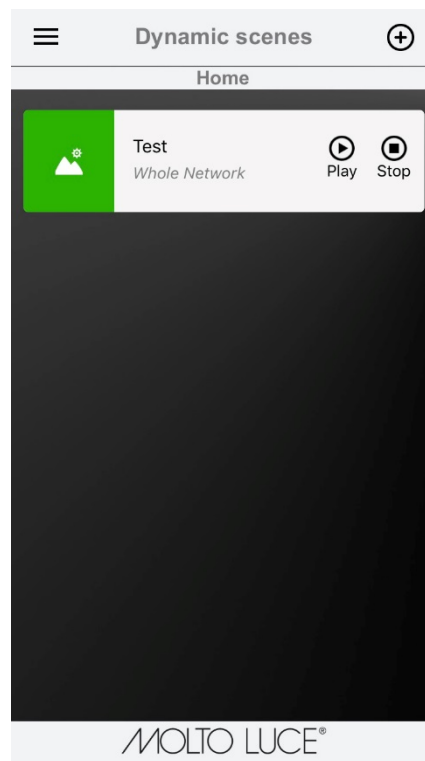 Dynamic scenes
Home
Test
Whole Network
Play Stop
MOLTO LUCE®